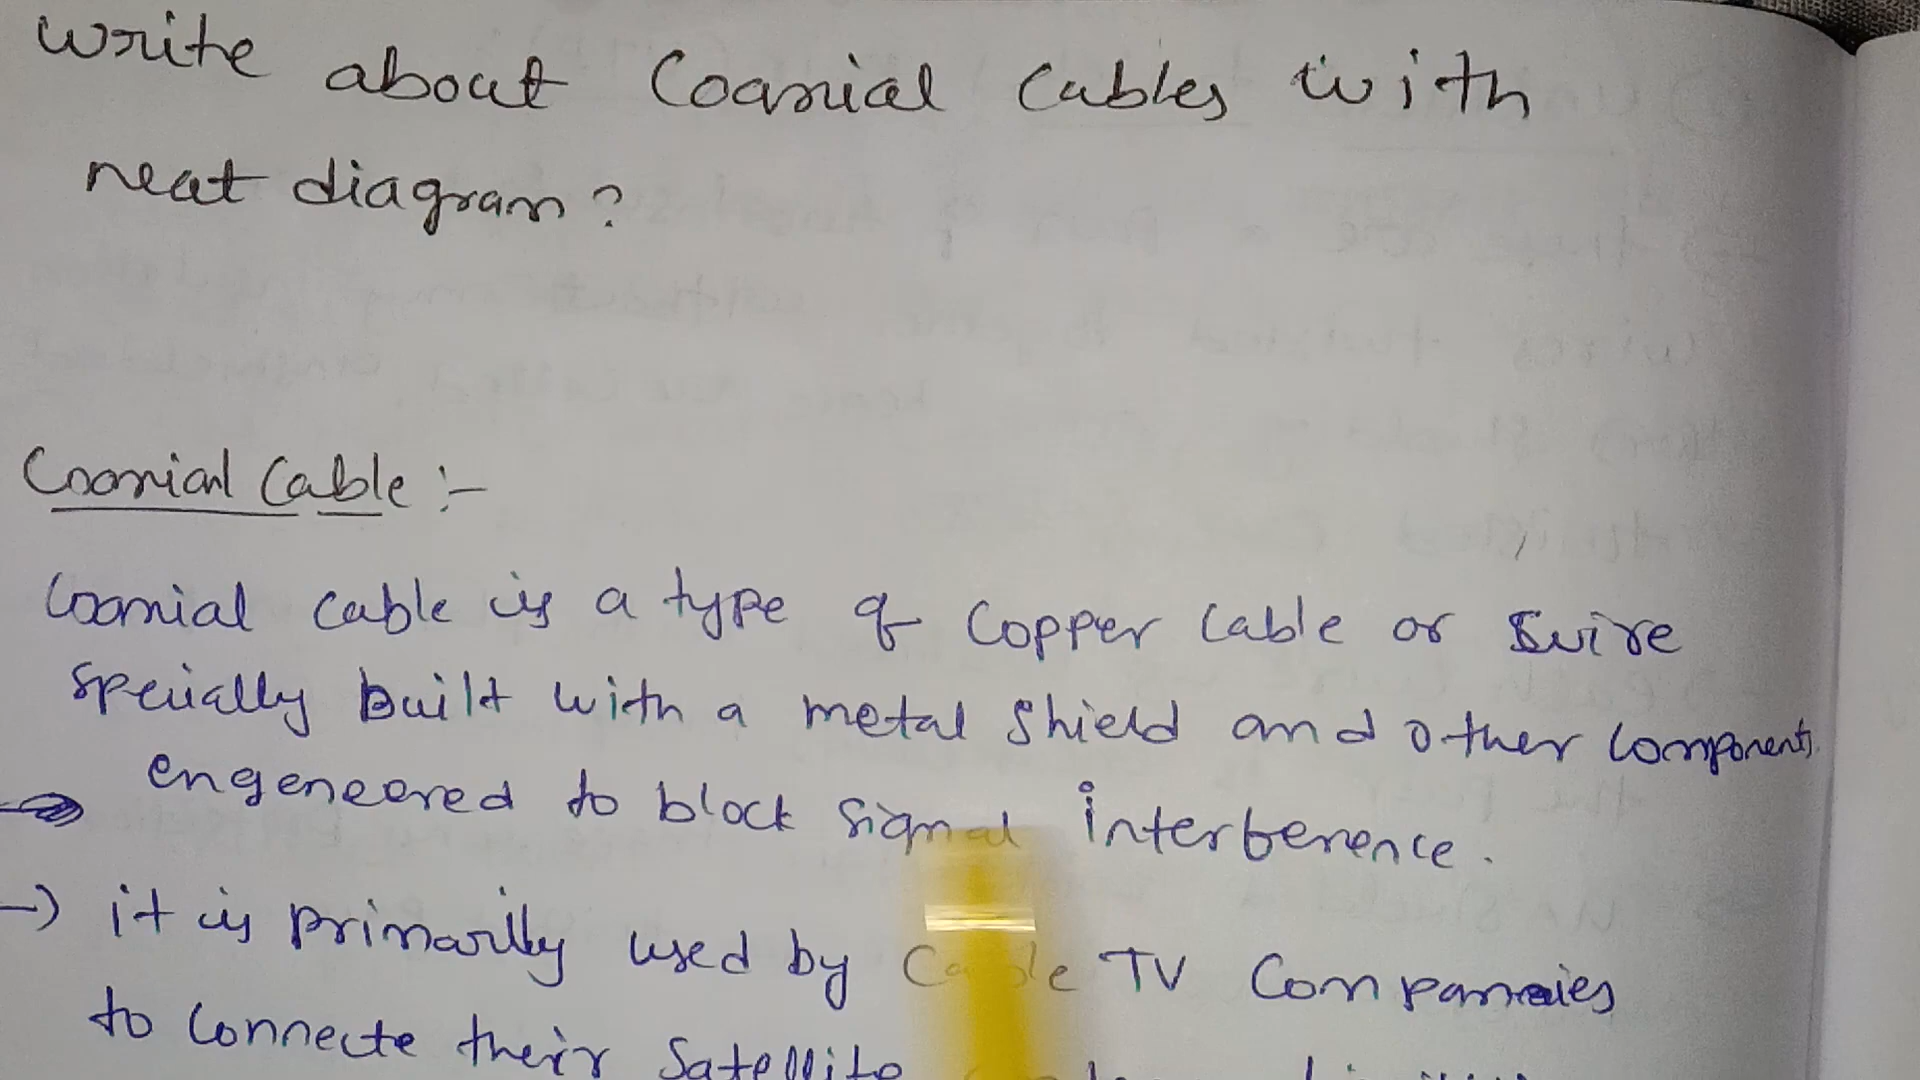 write about Coaxial Cables with
neat diagram?
Coaxial Cable :-
Coaxial Cable is a type of Copper Cable or wire
specially Built with a metal shield and other Components
engeneered to block signal interference.
→ it is primarily used by Cable TV Companies
to Connecte their Satellite